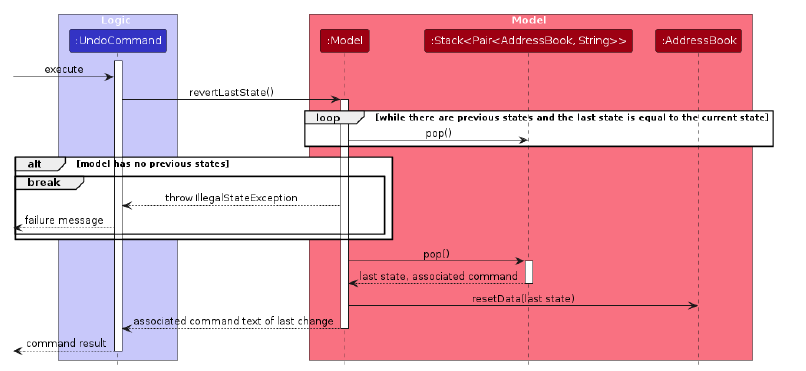 Logic
Model
:UndoCommand
:Model
:Stack<Pair<AddressBook, String>>
:AddressBook
execute
revertLastState()
loop [while there are previous states and the last state is equal to the current state]
pop()
alt [model has no previous states]
break
throw IllegalStateException
failure message
pop()
last state, associated command
resetData(last state)
associated command text of last change
command result